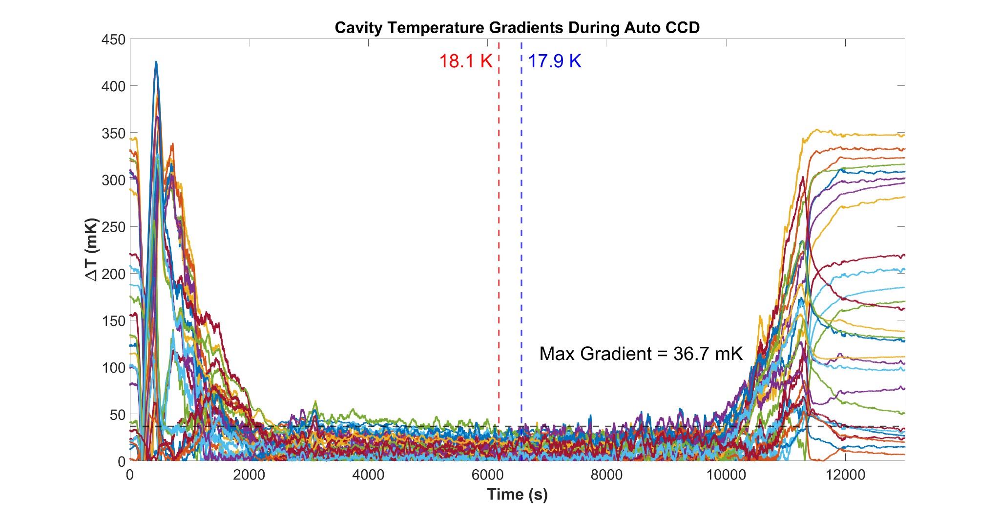 Cavity Temperature Gradients During Auto CCD
450
400
350
300
250
200
150
100
50
0
ΔT (mK)
18.1 K
17.9 K
Max Gradient = 36.7 mK
0
2000
4000
6000
8000
10000
12000
Time (s)